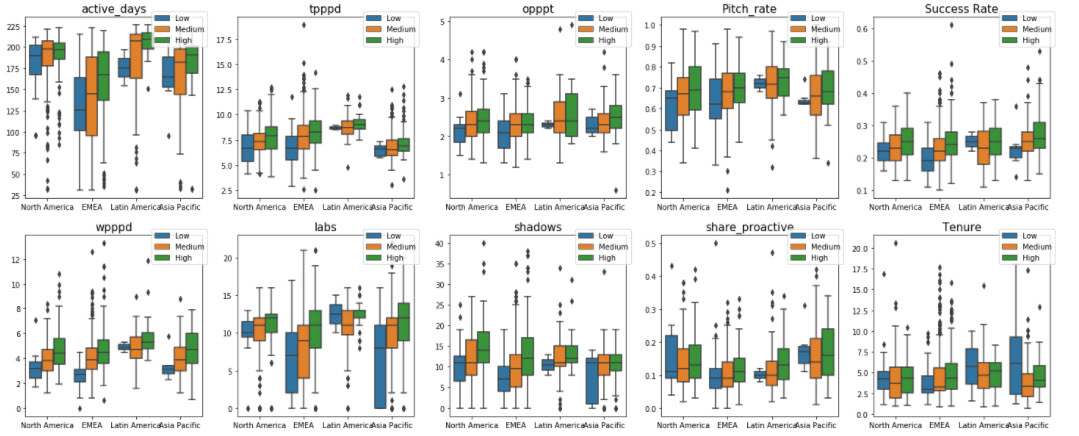 active_days
Low
Medium
High
225
200
175
150
125
100
75
50
25
North America EMEA Latin America Asia Pacific
tpppd
Low
Medium
High
17.5
15.0
12.5
10.0
7.5
5.0
2.5
North America EMEA Latin America Asia Pacific
opppt
Low
Medium
High
5
4
3
2
1
North America EMEA Latin America Asia Pacific
Pitch_rate
Low
Medium
High
1.0
0.9
0.8
0.7
0.6
0.5
0.4
0.3
0.2
North America EMEA Latin America Asia Pacific
Success Rate
Low
Medium
High
0.6
0.5
0.4
0.3
0.2
0.1
North America EMEA Latin America Asia Pacific
wpppd
Low
Medium
High
12
10
8
6
4
2
0
North America EMEA Latin America Asia Pacific
labs
Low
Medium
High
20
15
10
5
0
North America EMEA Latin America Asia Pacific
shadows
Low
Medium
High
40
35
30
25
20
15
10
5
0
North America EMEA Latin America Asia Pacific
share_proactive
Low
Medium
High
0.5
0.4
0.3
0.2
0.1
0.0
North America EMEA Latin America Asia Pacific
Tenure
Low
Medium
High
20.0
17.5
15.0
12.5
10.0
7.5
5.0
2.5
0.0
North America EMEA Latin America Asia Pacific